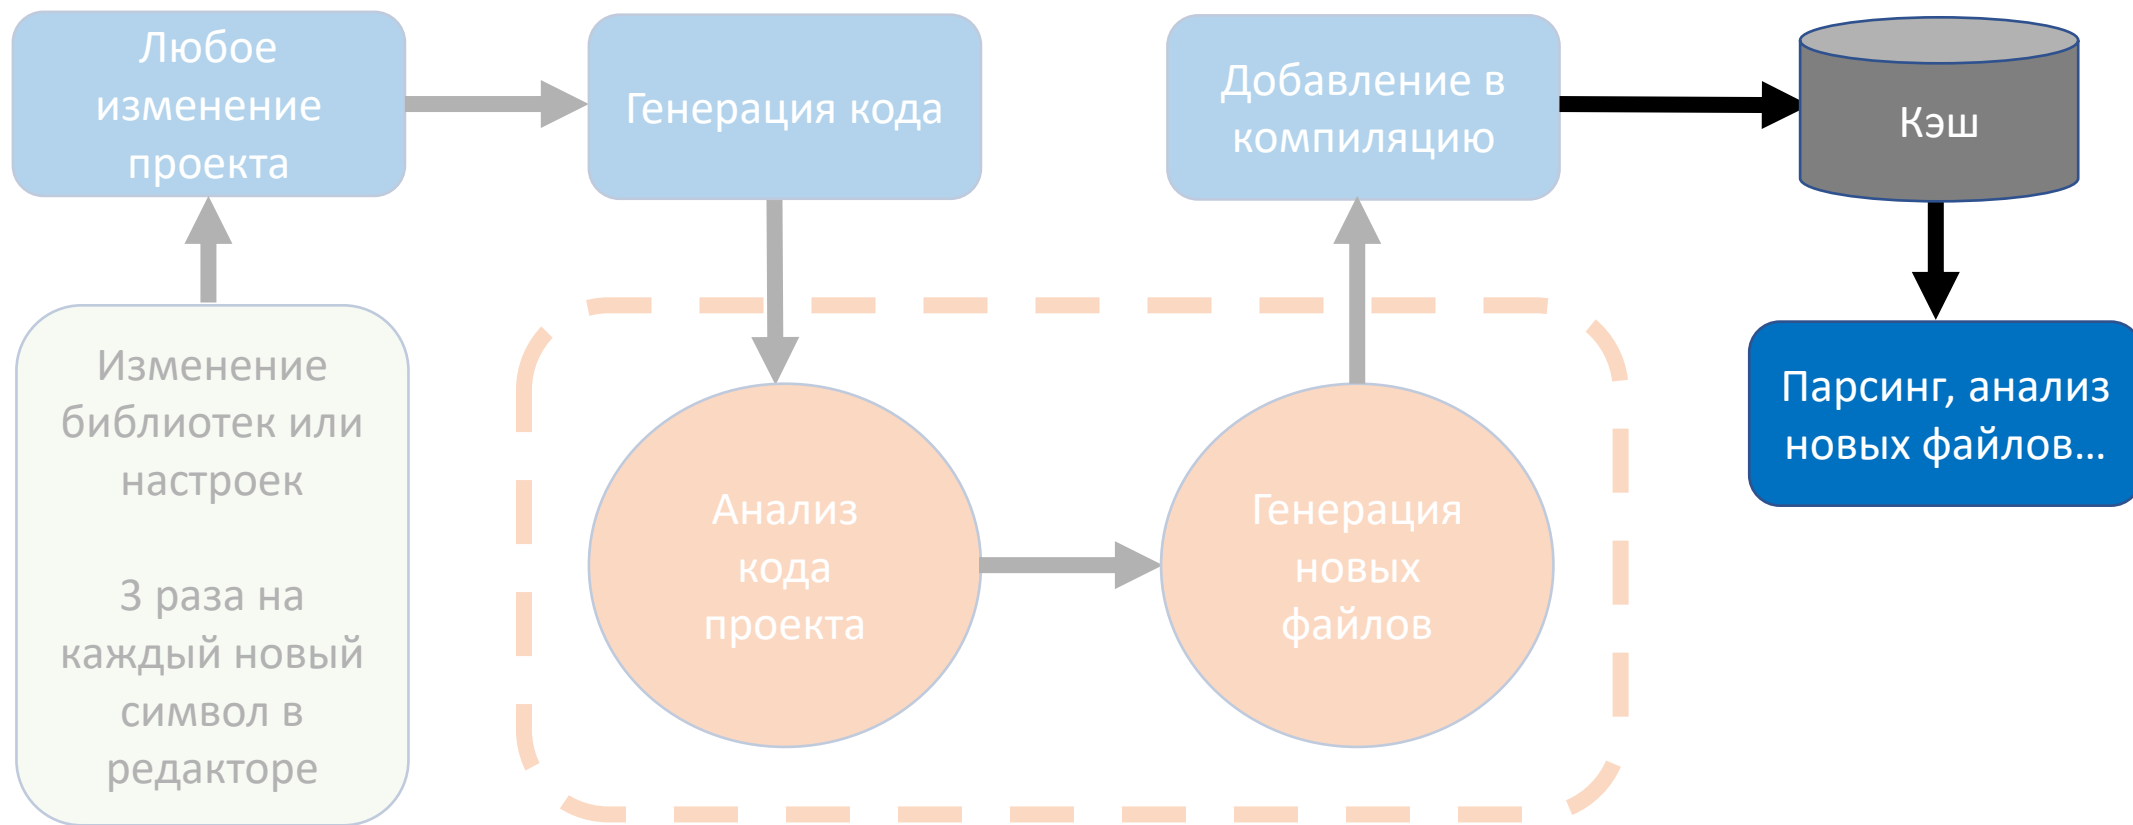 Любое
изменение
проекта
Генерация кода
Добавление в
компиляцию
Кэш
Изменение
библиотек или
настроек
3 раза на
каждый новый
символ в
редакторе
Анализ
кода
проекта
Генерация
новых
файлов
Парсинг, анализ
новых файлов…